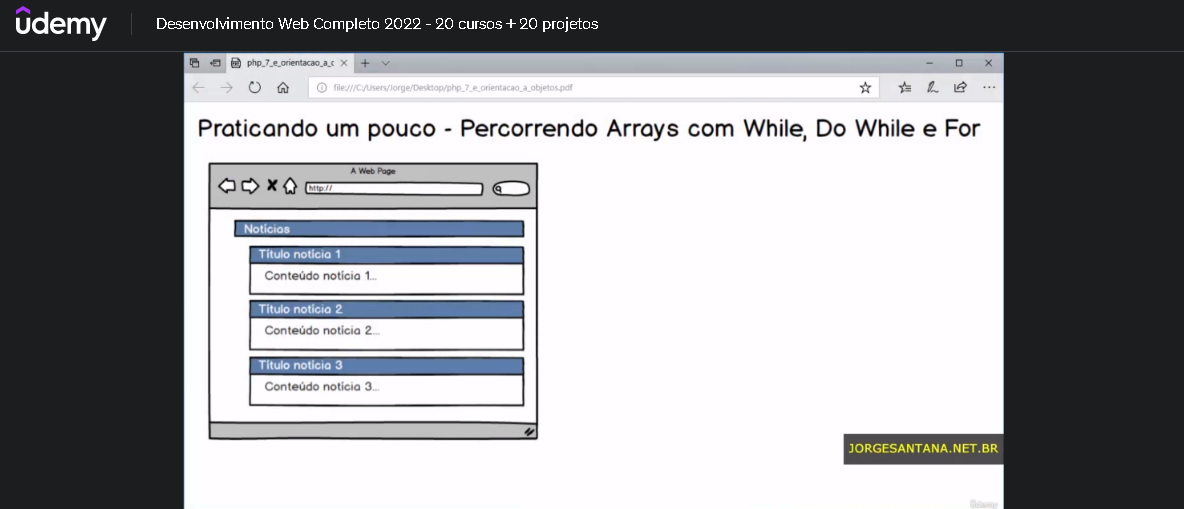 ûdemy
Desenvolvimento Web Completo 2022 - 20 cursos + 20 projetos
php_7_e_orientacao_a_c
file:///C:/Users/Jorge/Desktop/php_7_e_orientacao_a_objetos.pdf
Praticando um pouco - Percorrendo Arrays com While, Do While e For
A Web Page
http://
Notícias
Título notícia 1
Conteúdo notícia 1...
Título notícia 2
Conteúdo notícia 2...
Título notícia 3
Conteúdo notícia 3...
JORGESANTANA.NET.BR
ûdemy